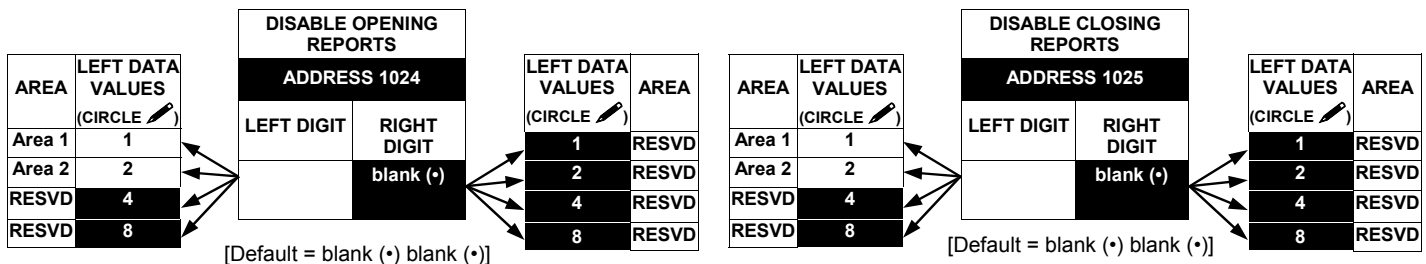 DISABLE OPENING
REPORTS
ADDRESS 1024
LEFT DIGIT
RIGHT
DIGIT
blank (•)
AREA
LEFT DATA
VALUES
(CIRCLE )
Area 1 1
Area 2 2
RESVD 4
RESVD 8
LEFT DATA
VALUES
(CIRCLE )
AREA
1 RESVD
2 RESVD
4 RESVD
8 RESVD
[Default = blank (•) blank (•)]
DISABLE CLOSING
REPORTS
ADDRESS 1025
LEFT DIGIT
RIGHT
DIGIT
blank (•)
AREA
LEFT DATA
VALUES
(CIRCLE )
Area 1 1
Area 2 2
RESVD 4
RESVD 8
LEFT DATA
VALUES
(CIRCLE )
AREA
1 RESVD
2 RESVD
4 RESVD
8 RESVD
[Default = blank (•) blank (•)]